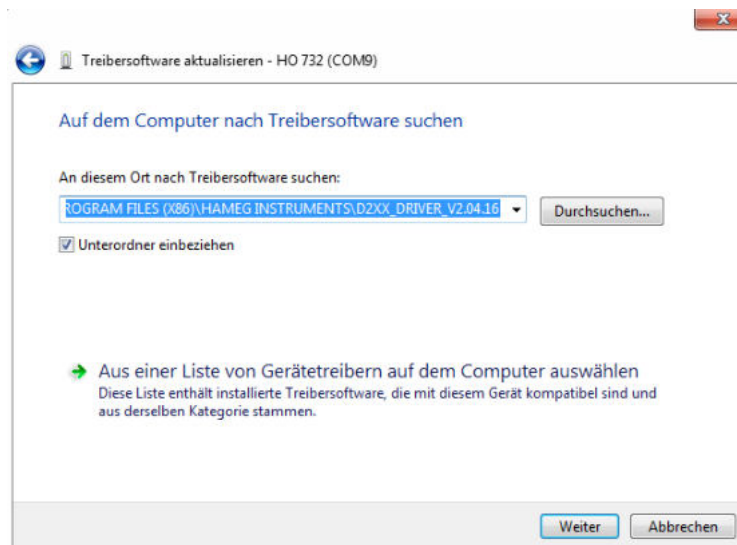 Treibersoftware aktualisieren - HO 732 (COM9)
Auf dem Computer nach Treibersoftware suchen
An diesem Ort nach Treibersoftware suchen:
ROGRAM FILES (X86)\HAMEG INSTRUMENTS\D2XX_DRIVER_V2.04.16
Durchsuchen...
Unterordner einbeziehen
Aus einer Liste von Gerätetreibern auf dem Computer auswählen
Diese Liste enthält installierte Treibersoftware, die mit diesem Gerät kompatibel sind und
aus derselben Kategorie stammen.
Weiter
Abbrechen